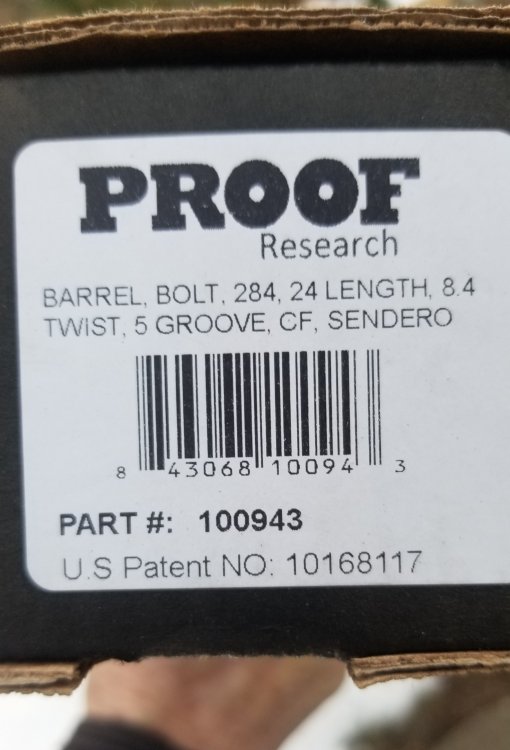 PROOF
Research
BARREL, BOLT, 284, 24 LENGTH, 8.4
TWIST, 5 GROOVE, CF, SENDERO
8 43068 10094 3
PART #: 100943
U.S Patent NO: 10168117